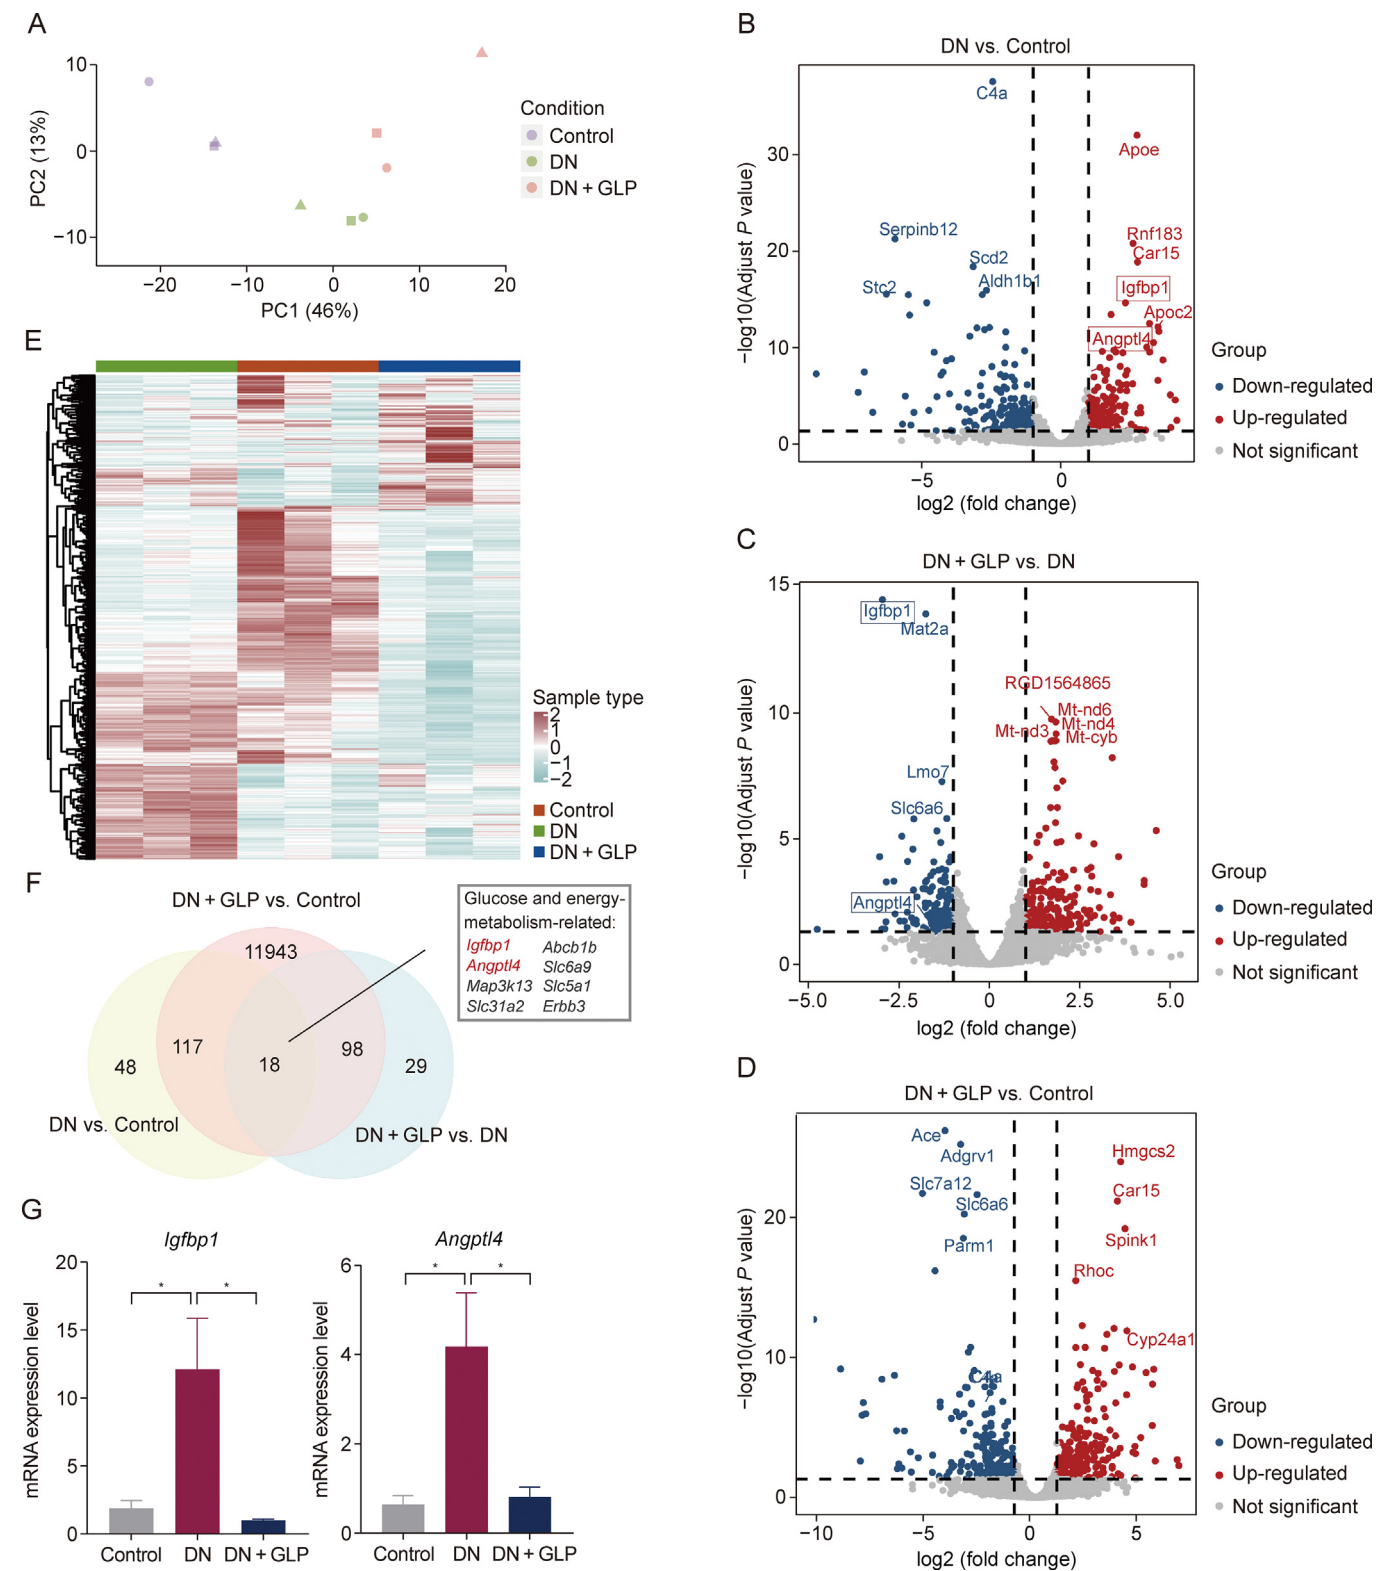 A
10
0
−10
−20
−10
0
10
20
PC2 (13%)
PC1 (46%)
Condition
Control
DN
DN + GLP
B
DN vs. Control
C4a
Apoe
Serpinb12
Rnf183
Car15
Scd2
Stc2
Aldh1b1
Igfbp1
Apoc2
Angptl4
30
20
10
0
−5
0
−log10(Adjust P value)
log2 (fold change)
Group
Down-regulated
Up-regulated
Not significant
E
Sample type
2
1
0
−1
−2
Control
DN
DN + GLP
C
DN + GLP vs. DN
Igfbp1
Mat2a
RGD1564865
Mt-nd6
Mt-nd4
Mt-nd3
Mt-cyb
Lmo7
Slc6a6
Angptl4
15
10
5
0
−5.0
−2.5
0
2.5
5.0
−log10(Adjust P value)
log2 (fold change)
Group
Down-regulated
Up-regulated
Not significant
F
DN + GLP vs. Control
11943
117
98
48
18
29
DN vs. Control
DN + GLP vs. DN
Glucose and energy-
metabolism-related:
Igfbp1 Abcb1b
Angptl4 Slc6a9
Map3k13 Slc5a1
Slc31a2 Erbb3
D
DN + GLP vs. Control
Ace
Adgrv1
Hmgcs2
Slc7a12
Car15
Slc6a6
Parm1
Spink1
Rhoc
Cyp24a1
C4a
20
10
0
−10
−5
0
5
−log10(Adjust P value)
log2 (fold change)
Group
Down-regulated
Up-regulated
Not significant
G
Igfbp1
20
15
10
5
0
* *
mRNA expression level
Control DN DN + GLP
Angptl4
6
4
2
0
* *
mRNA expression level
Control DN DN + GLP